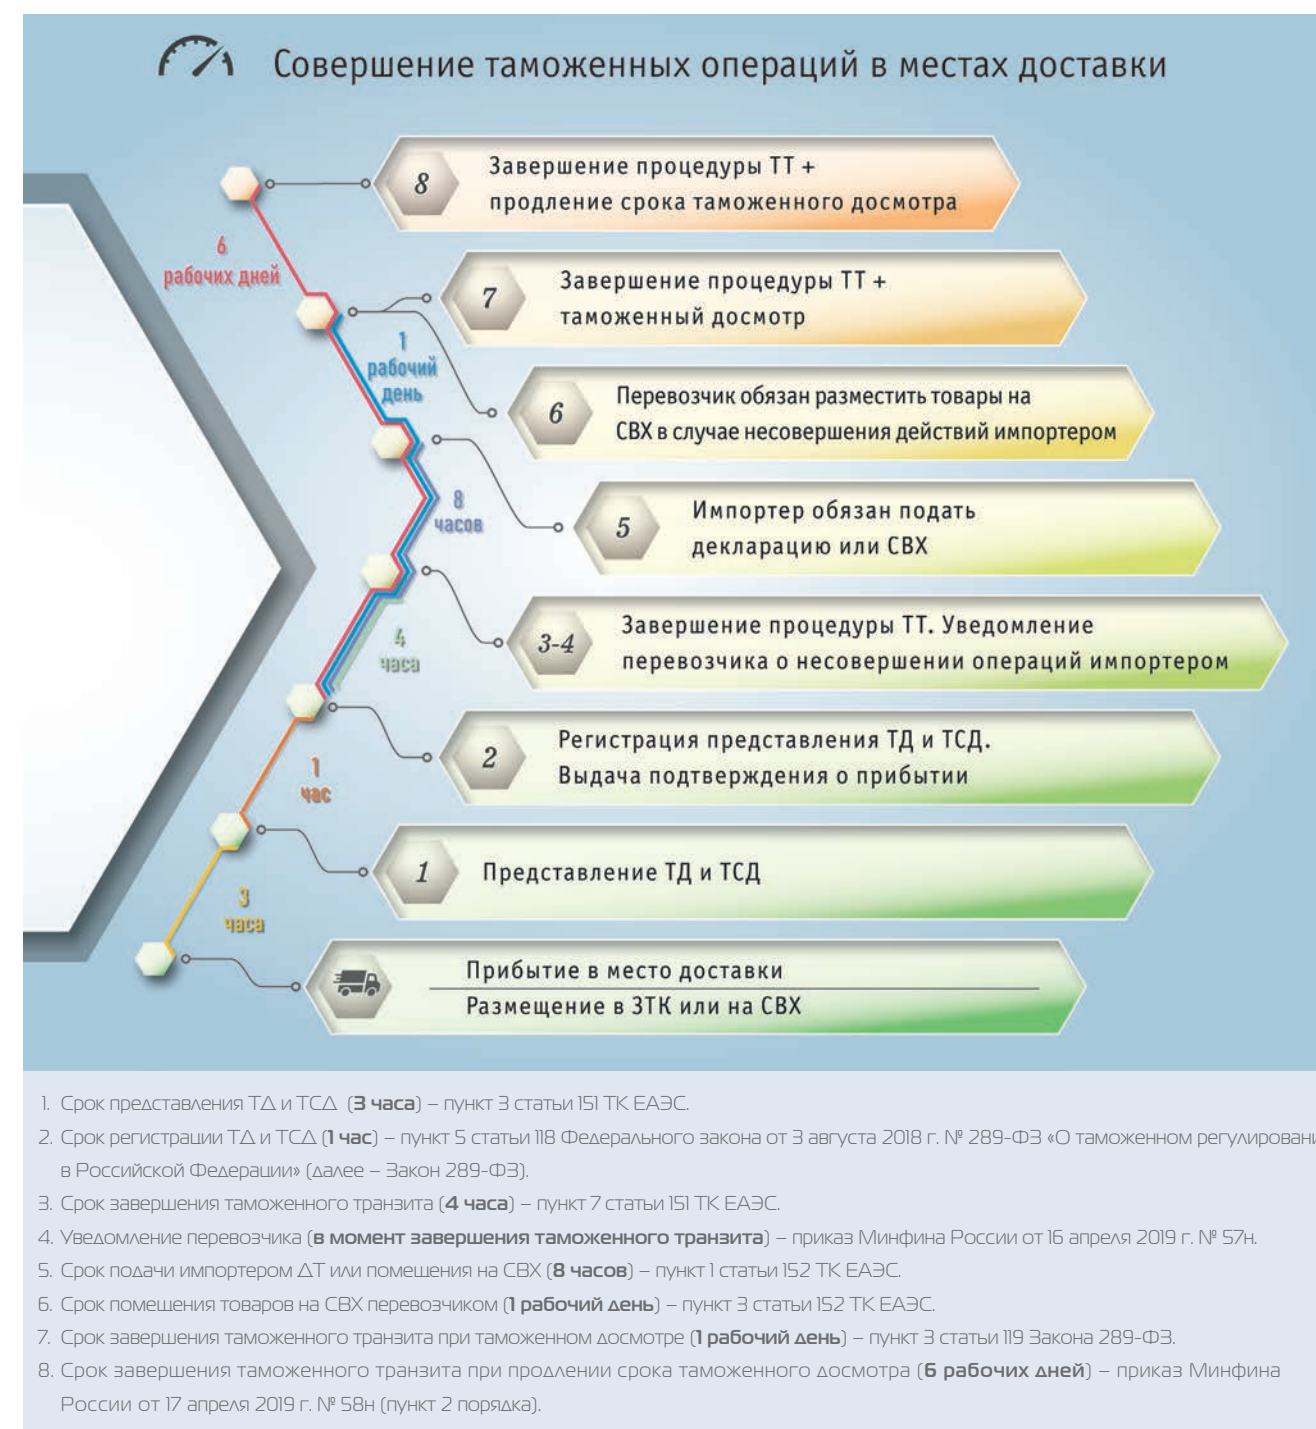 Совершение таможенных операций в местах доставки
8
Завершение процедуры ТТ +
продление срока таможенного досмотра
6
рабочих дней
7
Завершение процедуры ТТ +
таможенный досмотр
1
рабочий
день
6
Перевозчик обязан разместить товары на
СВХ в случае несовершения действий импортером
8
часов
5
Импортер обязан подать
декларацию или СВХ
4
часа
3-4
Завершение процедуры ТТ. Уведомление
перевозчика о несовершении операций импортером
2
Регистрация представления ТД и ТСД.
Выдача подтверждения о прибытии
1
час
1
Представление ТД и ТСД
3
часа
Прибытие в место доставки
Размещение в ЗТК или на СВХ
1. Срок представления ТД и ТСД (3 часа) – пункт 3 статьи 151 ТК ЕАЭС.
2. Срок регистрации ТД и ТСД (1 час) – пункт 5 статьи 118 Федерального закона от 3 августа 2018 г. № 289-ФЗ «О таможенном
в Российской Федерации» (далее – Закон 289-ФЗ).
3. Срок завершения таможенного транзита (4 часа) – пункт 7 статьи 151 ТК ЕАЭС.
4. Уведомление перевозчика (в момент завершения таможенного транзита) – приказ Минфина России от 16 апреля 2019 г. № 57н.
5. Срок подачи импортером ДТ или помещения на СВХ (8 часов) – пункт 1 статьи 152 ТК ЕАЭС.
6. Срок помещения товаров на СВХ перевозчиком (1 рабочий день) – пункт 3 статьи 152 ТК ЕАЭС.
7. Срок завершения таможенного транзита при таможенном досмотре (1 рабочий день) – пункт 3 статьи 119 Закона 289-ФЗ.
8. Срок завершения таможенного транзита при продлении срока таможенного досмотра (6 рабочих дней) – приказ Минфина
России от 17 апреля 2019 г. № 58н (пункт 2 порядка).